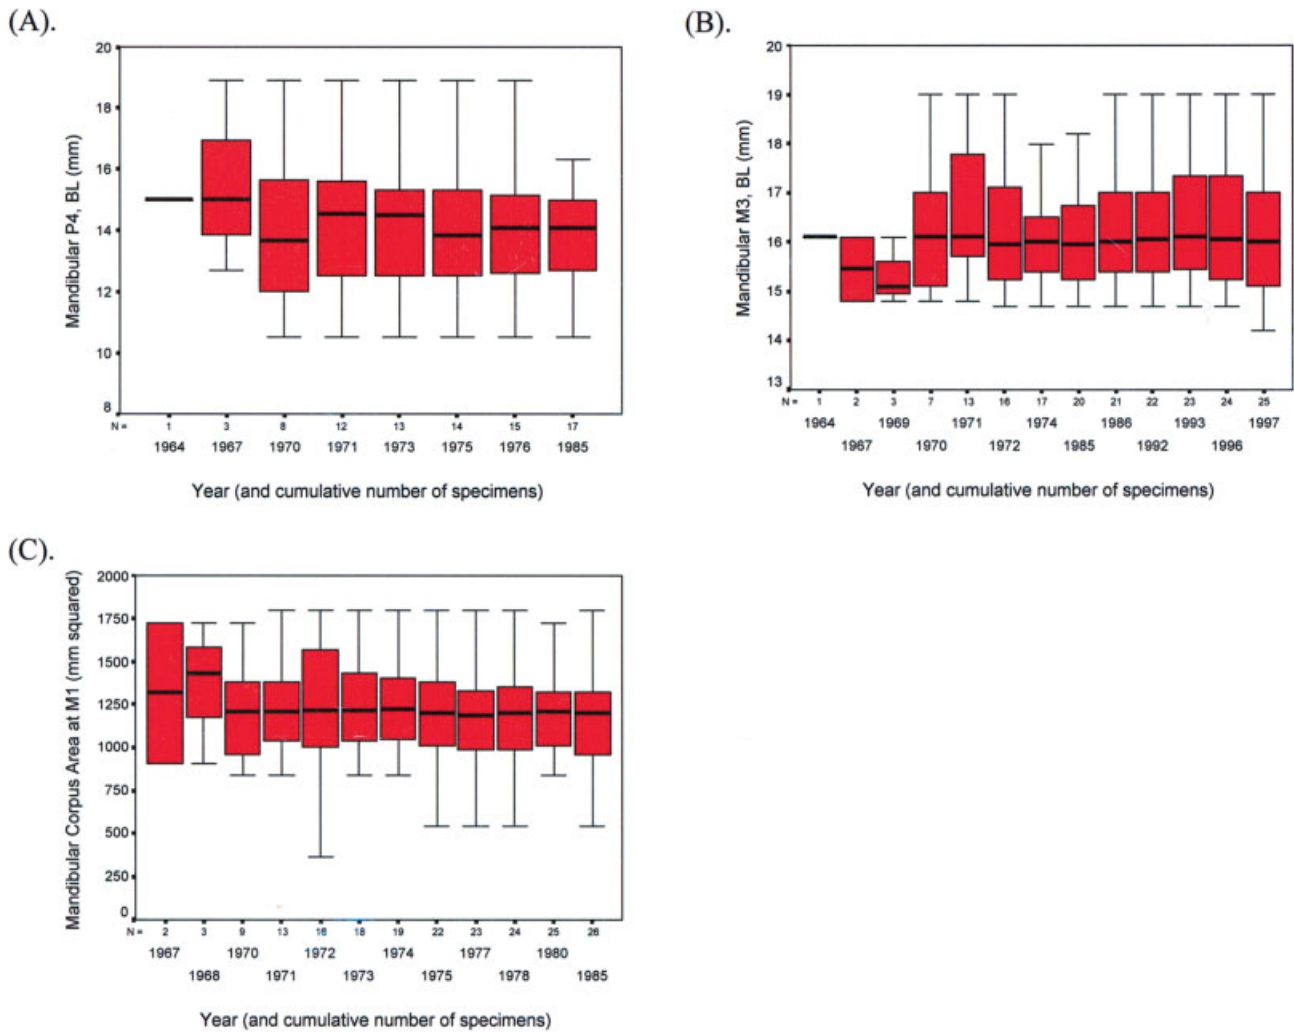 (A).
Mandibular P4, BL (mm)
20
18
16
14
12
10
8
N = 1 3 8 12 13 14 15 17
1964 1967 1970 1971 1973 1975 1976 1985
Year (and cumulative number of specimens)
(B).
Mandibular M3, BL (mm)
20
19
18
17
16
15
14
13
N = 1 2 3 7 13 16 17 20 21 22 23 24 25
1964 1969 1971 1974 1986 1993 1997
1967 1970 1972 1985 1992 1996
Year (and cumulative number of specimens)
(C).
Mandibular Corpus Area at M1 (mm squared)
2000
1750
1500
1250
1000
750
500
250
0
N = 2 3 9 13 16 18 19 22 23 24 25 26
1967 1970 1972 1974 1977 1980
1968 1971 1973 1975 1978 1985
Year (and cumulative number of specimens)